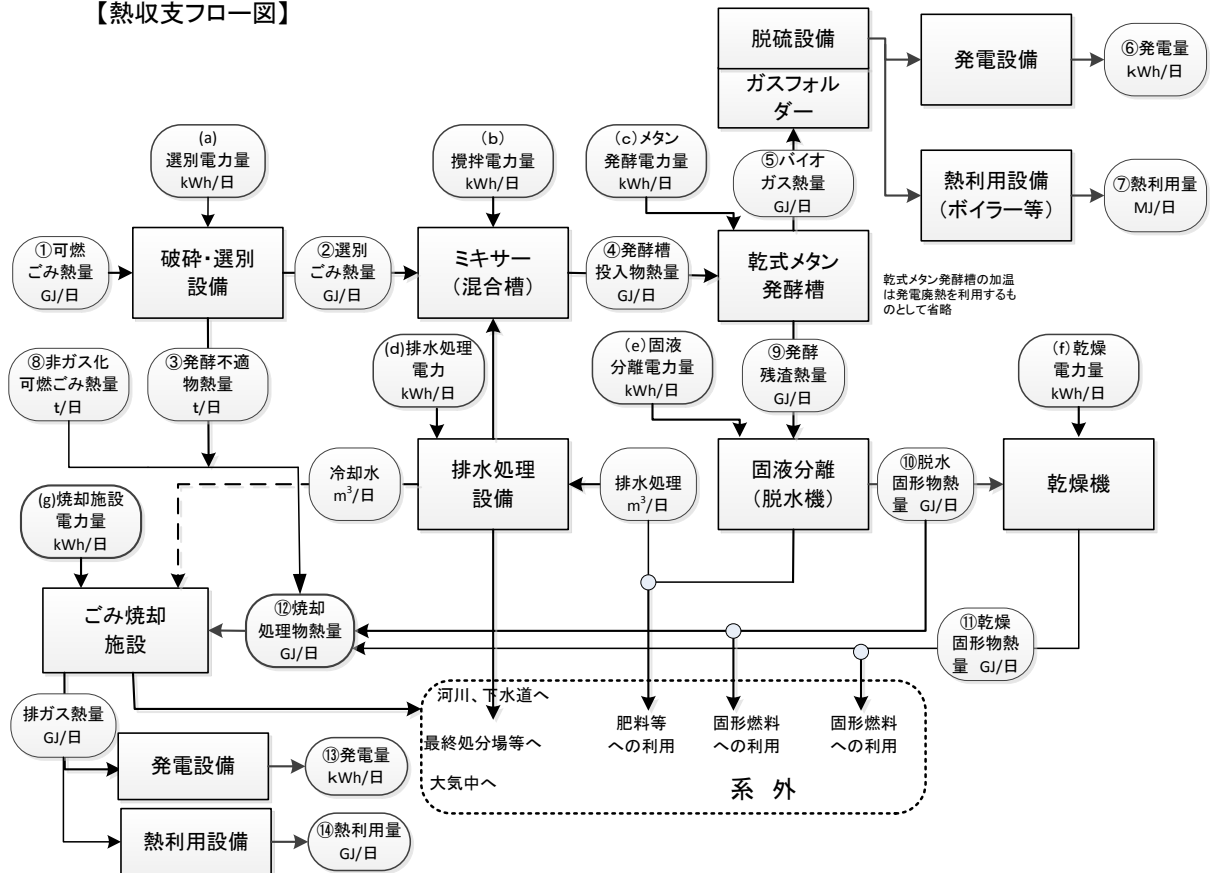 【熱収支フロー図】
脱硫設備
ガスフォル
ダー
発電設備
⑥発電量
kWh/日
(a)
選別電力量
kWh/日
(b)
攪拌電力量
kWh/日
(c)メタン
発酵電力量
kWh/日
⑤バイオ
ガス熱量
GJ/日
熱利用設備
(ボイラー等)
⑦熱利用量
MJ/日
①可燃
ごみ熱量
GJ/日
破砕・選別
設備
②選別
ごみ熱量
GJ/日
ミキサー
(混合槽)
④発酵槽
投入物熱量
GJ/日
乾式メタン
発酵槽
乾式メタン発酵槽の加温
は発電廃熱を利用するも
のとして省略
⑧非ガス化
可燃ごみ熱量
t/日
③発酵不適
物熱量
t/日
(d)排水処理
電力
kWh/日
(e)固液
分離電力量
kWh/日
⑨発酵
残渣熱量
GJ/日
(f)乾燥
電力量
kWh/日
冷却水
m³/日
排水処理
設備
排水処理
m³/日
固液分離
(脱水機)
⑩脱水
固形物熱
量 GJ/日
乾燥機
(g)焼却施設
電力量
kWh/日
ごみ焼却
施設
⑫焼却
処理物熱量
GJ/日
⑪乾燥
固形物熱
量 GJ/日
排ガス熱量
GJ/日
河川、下水道へ
最終処分場等へ
大気中へ
肥料等
への利用
固形燃料
への利用
固形燃料
への利用
系 外
発電設備
⑬発電量
kWh/日
熱利用設備
⑭熱利用量
GJ/日